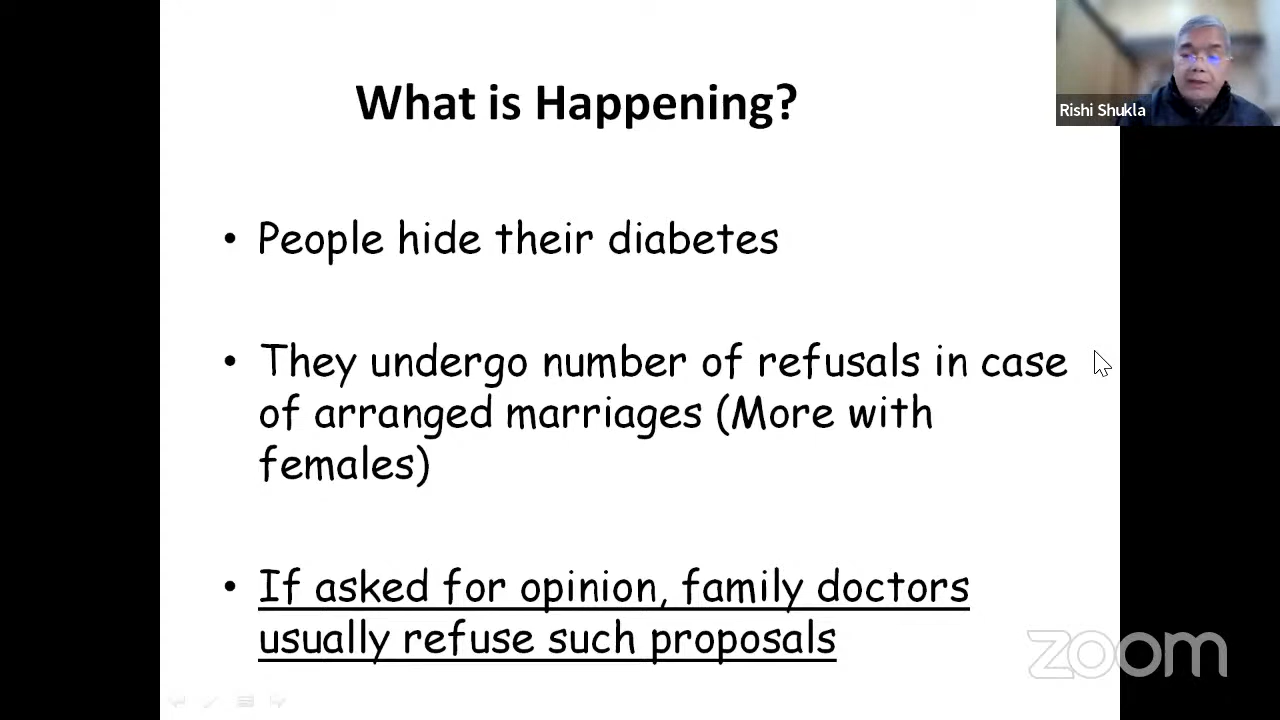 What is Happening?
Rishi Shukla
• People hide their diabetes
• They undergo number of refusals in case
of arranged marriages (More with
females)
• If asked for opinion, family doctors
usually refuse such proposals
zoom